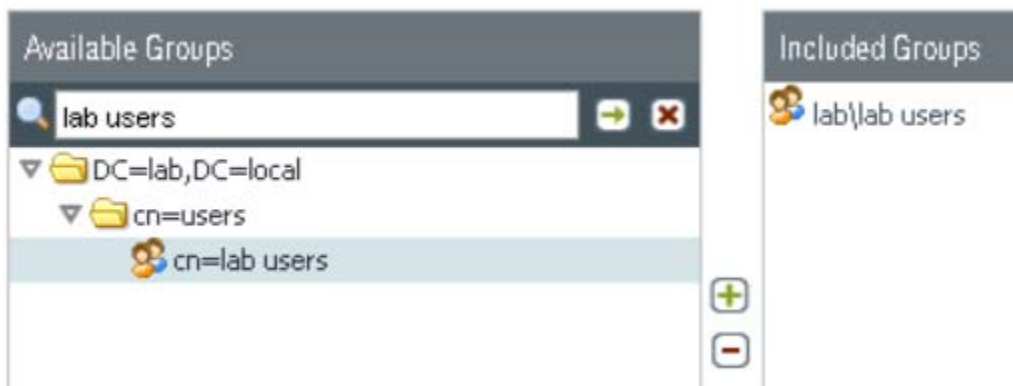 Available Groups
lab users
DC=lab,DC=local
cn=users
cn=lab users
Included Groups
lab\lab users